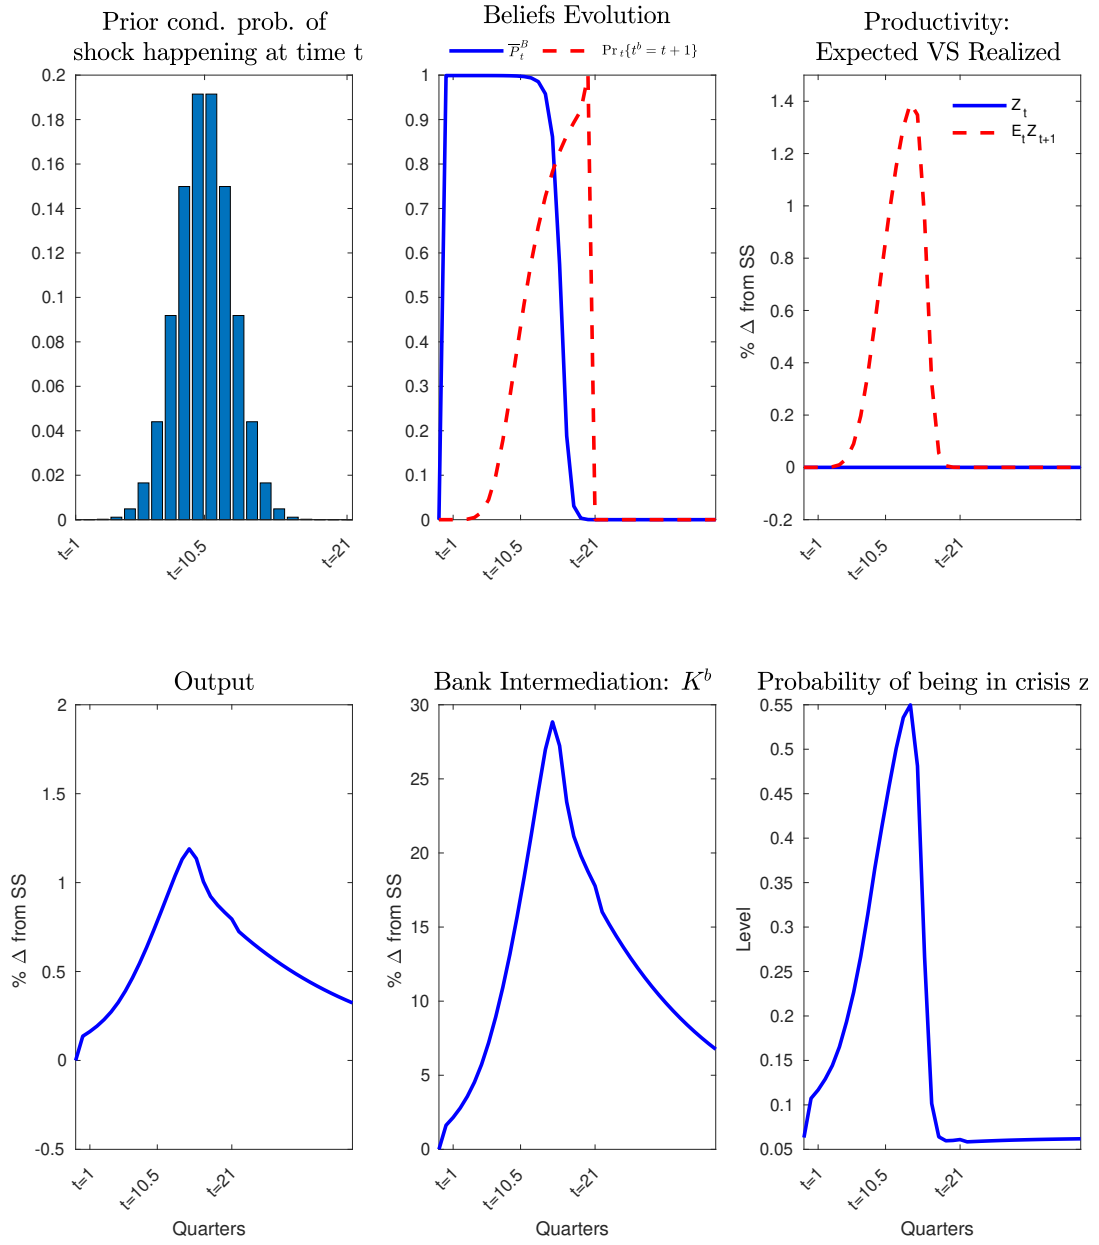 Prior cond. prob. of
shock happening at time t
0.2
0.18
0.16
0.14
0.12
0.1
0.08
0.06
0.04
0.02
0
t=1
t=10.5
t=21
Beliefs Evolution
P̅_t^B Pr_t{t^b = t + 1}
1
0.9
0.8
0.7
0.6
0.5
0.4
0.3
0.2
0.1
0
t=1
t=10.5
t=21
Productivity:
Expected VS Realized
Z_t
E_tZ_{t+1}
% Δ from SS
1.4
1.2
1
0.8
0.6
0.4
0.2
0
-0.2
t=1
t=10.5
t=21
Output
% Δ from SS
2
1.5
1
0.5
0
-0.5
t=1
t=10.5
t=21
Quarters
Bank Intermediation: K^b
% Δ from SS
30
25
20
15
10
5
0
t=1
t=10.5
t=21
Quarters
Probability of being in crisis z
Level
0.55
0.5
0.45
0.4
0.35
0.3
0.25
0.2
0.15
0.1
0.05
t=1
t=10.5
t=21
Quarters